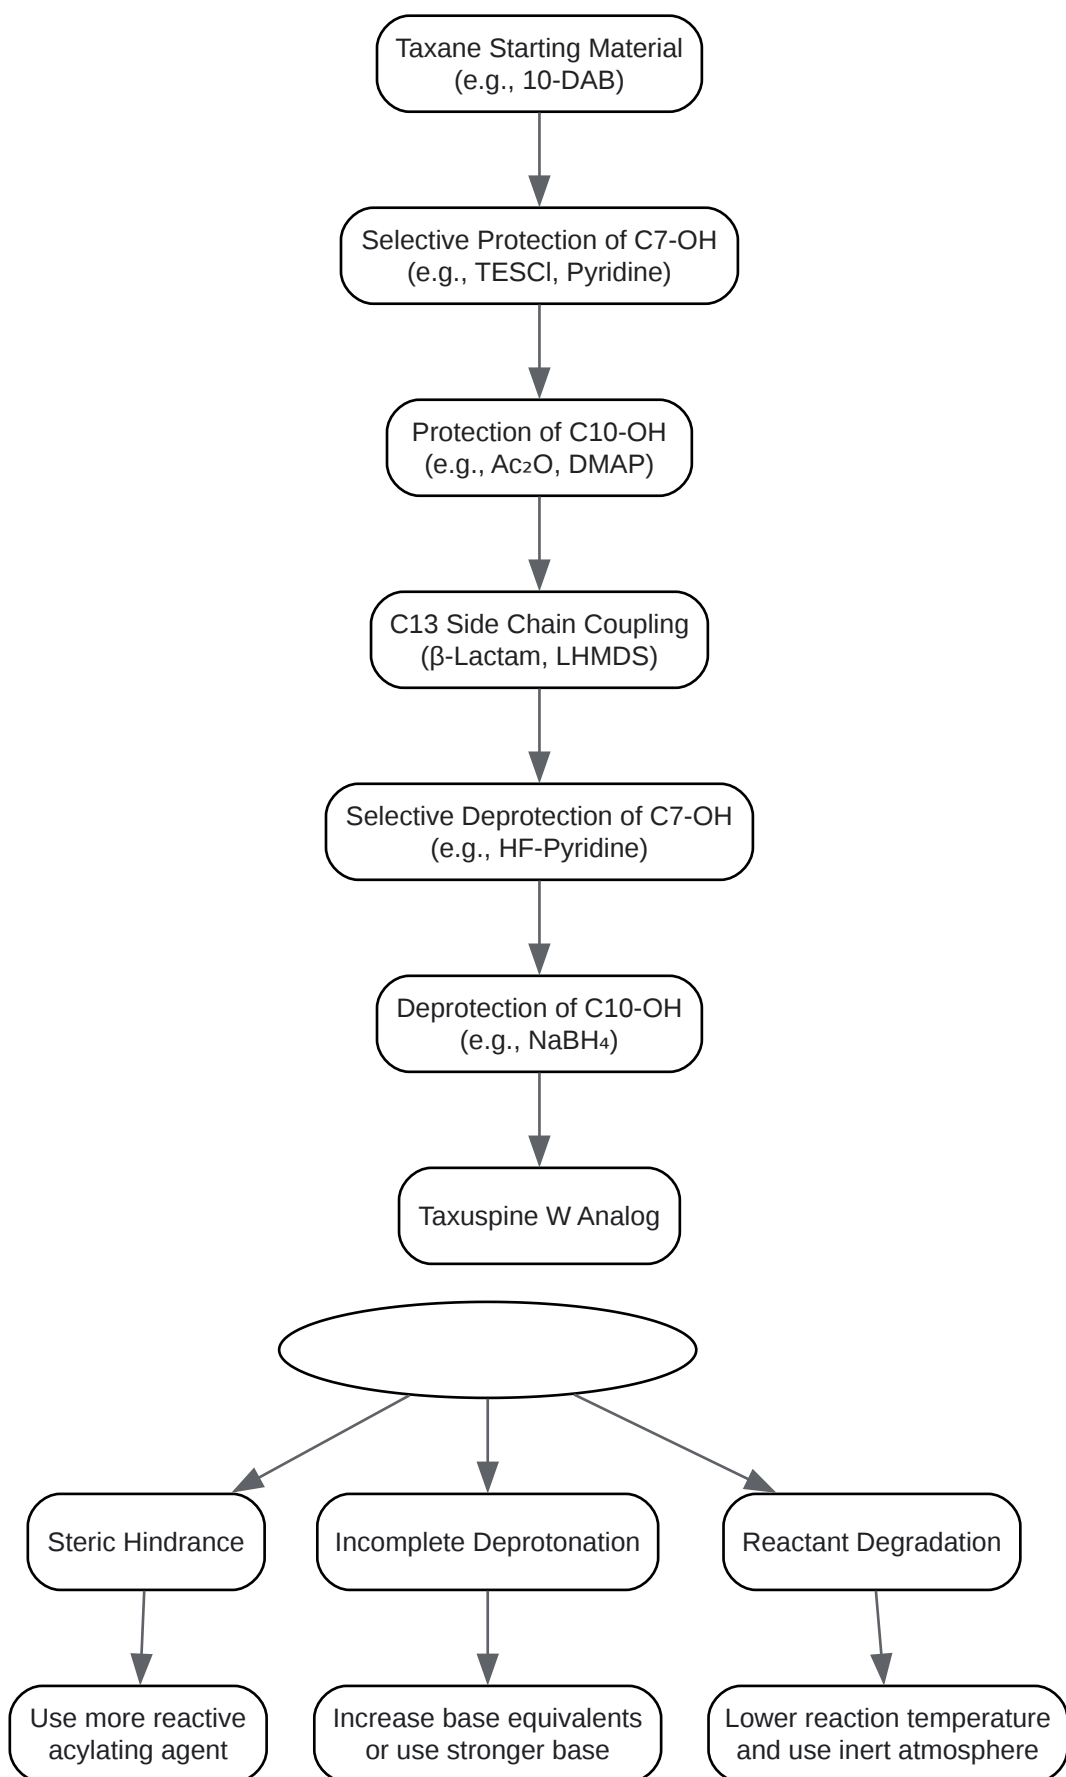 Taxane Starting Material
(e.g., 10-DAB)
Selective Protection of C7-OH
(e.g., TESCl, Pyridine)
Protection of C10-OH
(e.g., Ac₂O, DMAP)
C13 Side Chain Coupling
(β-Lactam, LHMDS)
Selective Deprotection of C7-OH
(e.g., HF-Pyridine)
Deprotection of C10-OH
(e.g., NaBH₄)
Taxuspine W Analog
Steric Hindrance
Incomplete Deprotonation
Reactant Degradation
Use more reactive
acylating agent
Increase base equivalents
or use stronger base
Lower reaction temperature
and use inert atmosphere